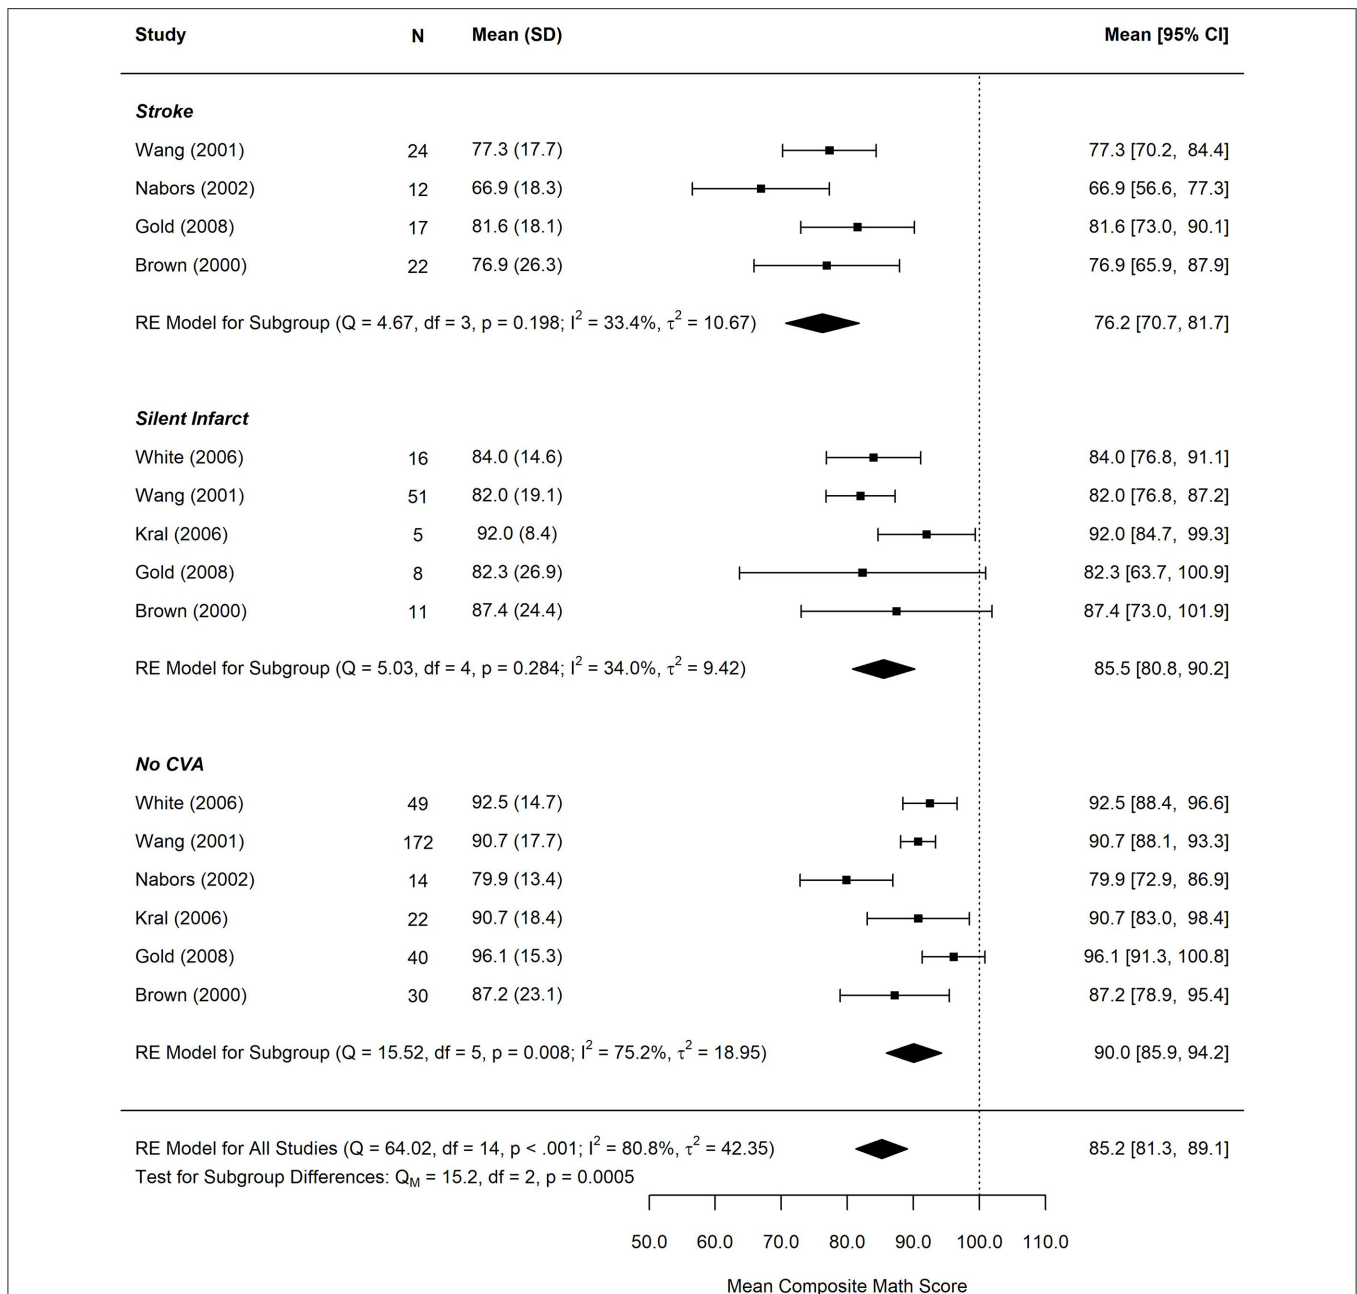 Study N Mean (SD) Mean [95% CI]
Stroke
Wang (2001) 24 77.3 (17.7) 77.3 [70.2, 84.4]
Nabors (2002) 12 66.9 (18.3) 66.9 [56.6, 77.3]
Gold (2008) 17 81.6 (18.1) 81.6 [73.0, 90.1]
Brown (2000) 22 76.9 (26.3) 76.9 [65.9, 87.9]
RE Model for Subgroup (Q = 4.67, df = 3, p = 0.198; I² = 33.4%, τ² = 10.67) 76.2 [70.7, 81.7]
Silent Infarct
White (2006) 16 84.0 (14.6) 84.0 [76.8, 91.1]
Wang (2001) 51 82.0 (19.1) 82.0 [76.8, 87.2]
Kral (2006) 5 92.0 (8.4) 92.0 [84.7, 99.3]
Gold (2008) 8 82.3 (26.9) 82.3 [63.7, 100.9]
Brown (2000) 11 87.4 (24.4) 87.4 [73.0, 101.9]
RE Model for Subgroup (Q = 5.03, df = 4, p = 0.284; I² = 34.0%, τ² = 9.42) 85.5 [80.8, 90.2]
No CVA
White (2006) 49 92.5 (14.7) 92.5 [88.4, 96.6]
Wang (2001) 172 90.7 (17.7) 90.7 [88.1, 93.3]
Nabors (2002) 14 79.9 (13.4) 79.9 [72.9, 86.9]
Kral (2006) 22 90.7 (18.4) 90.7 [83.0, 98.4]
Gold (2008) 40 96.1 (15.3) 96.1 [91.3, 100.8]
Brown (2000) 30 87.2 (23.1) 87.2 [78.9, 95.4]
RE Model for Subgroup (Q = 15.52, df = 5, p = 0.008; I² = 75.2%, τ² = 18.95) 90.0 [85.9, 94.2]
RE Model for All Studies (Q = 64.02, df = 14, p < .001; I² = 80.8%, τ² = 42.35) 85.2 [81.3, 89.1]
Test for Subgroup Differences: Q_M = 15.2, df = 2, p = 0.0005
50.0 60.0 70.0 80.0 90.0 100.0 110.0
Mean Composite Math Score